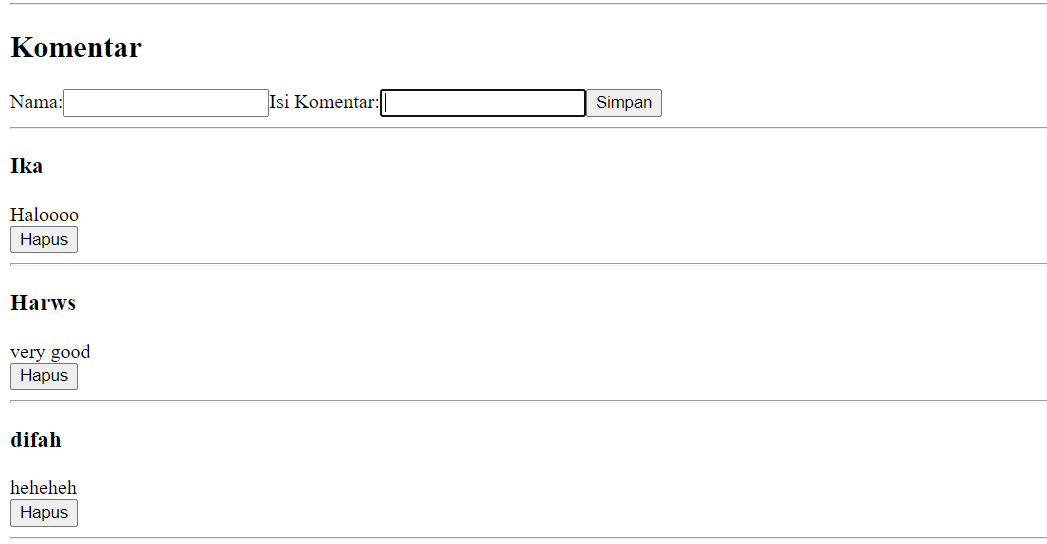 Komentar
Nama: Isi Komentar: Simpan
Ika
Haloooo
Hapus
Harws
very good
Hapus
difah
heheheh
Hapus